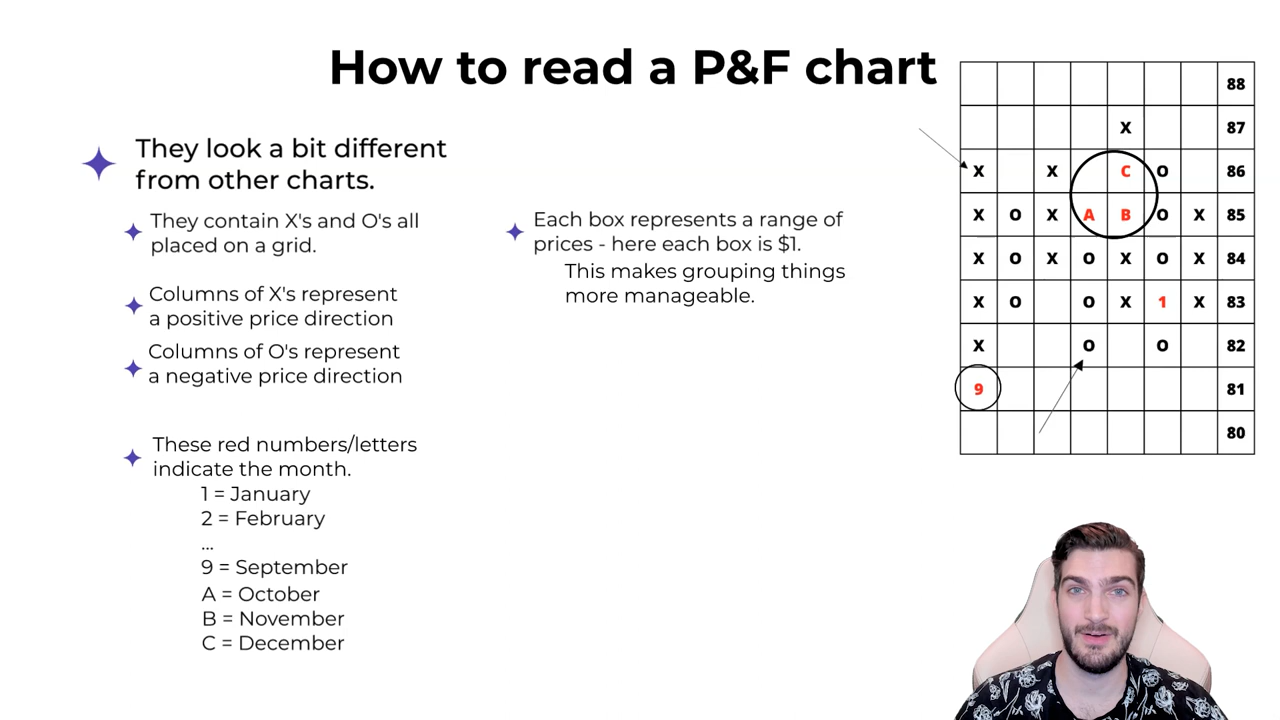 How to read a P&F chart
They look a bit different
from other charts.
They contain X's and O's all
placed on a grid.
Columns of X's represent
a positive price direction
Columns of O's represent
a negative price direction
These red numbers/letters
indicate the month.
1 = January
2 = February
...
9 = September
A = October
B = November
C = December
Each box represents a range of
prices - here each box is $1.
This makes grouping things
more manageable.
88
X 87
X X C O 86
X O X A B O X 85
X O X O X O X 84
X O O X 1 X 83
X O O 82
9 81
80